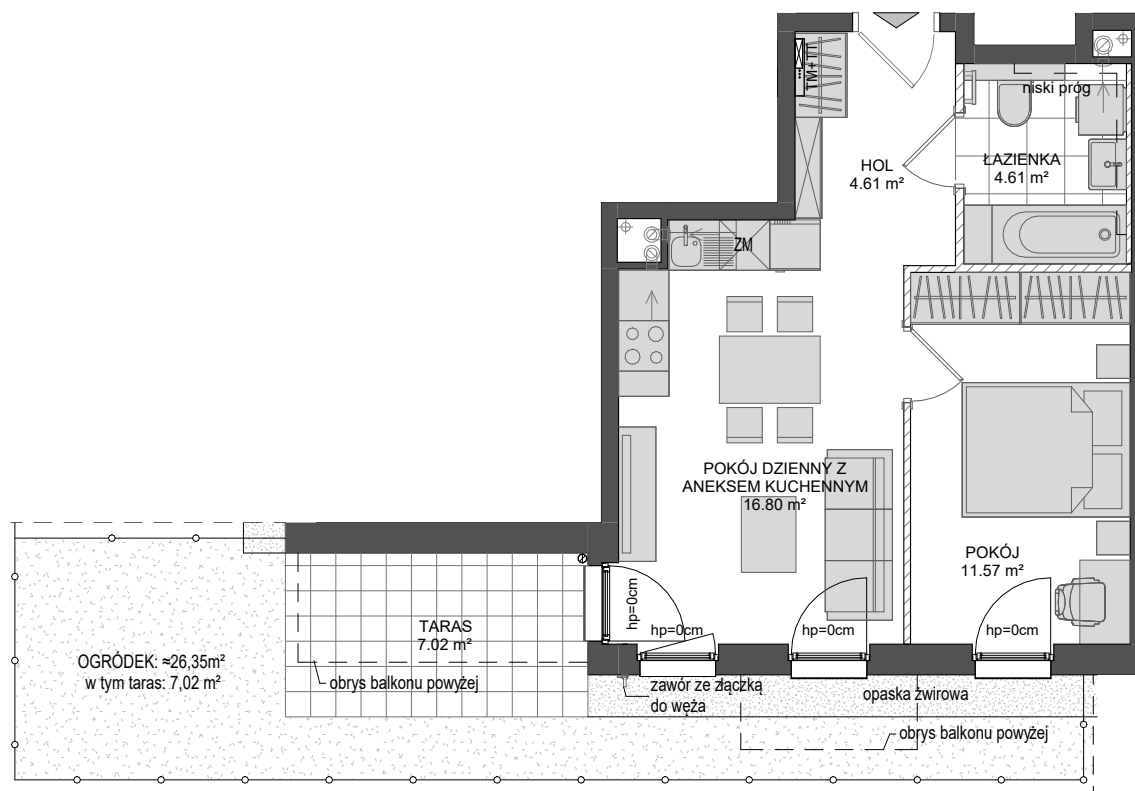 TM+TT
niski próg
HOL
4.61 m²
ŁAZIENKA
4.61 m²
ZM
POKÓJ DZIENNY Z
ANEKSEM KUCHENNYM
16.80 m²
POKÓJ
11.57 m²
hp=0cm
hp=0cm
hp=0cm
hp=0cm
TARAS
7.02 m²
OGRÓDEK: ≈26,35m²
w tym taras: 7,02 m²
obrys balkonu powyżej
zawór ze złączką
do węża
opaska żwirowa
obrys balkonu powyżej